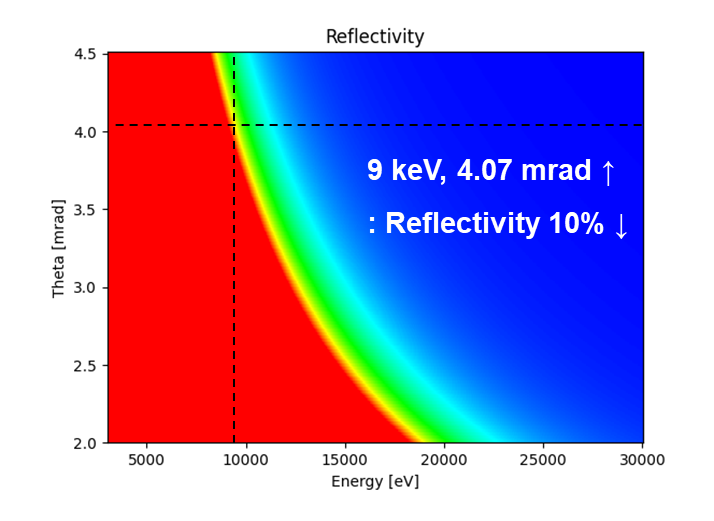 Reflectivity
4.5
4.0
3.5
3.0
2.5
2.0
Theta [mrad]
9 keV, 4.07 mrad ↑
: Reflectivity 10% ↓
5000 10000 15000 20000 25000 30000
Energy [eV]